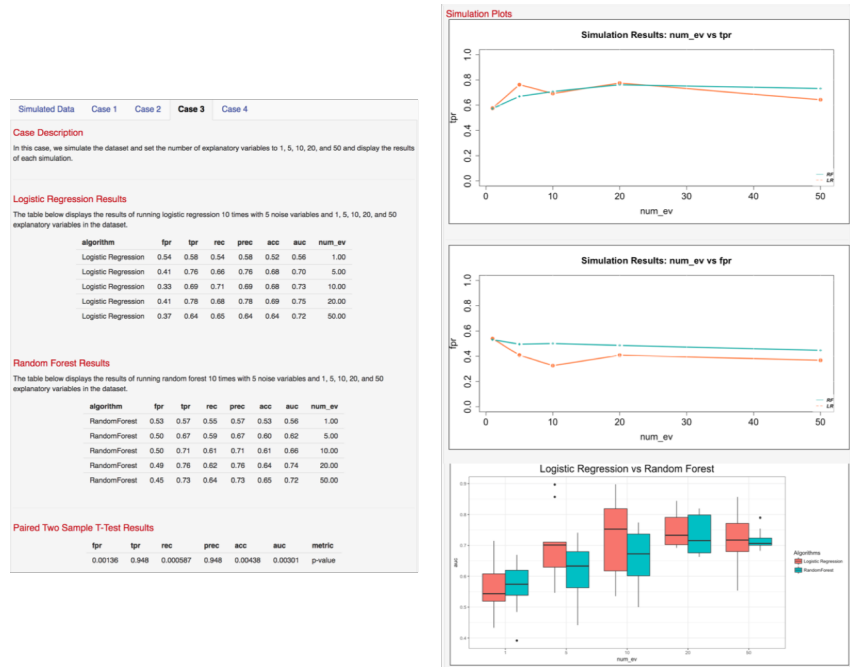 Simulated Data Case 1 Case 2 Case 3 Case 4
Case Description
In this case, we simulate the dataset and set the number of explanatory variables to 1, 5, 10, 20, and 50 and display the results
of each simulation.
Logistic Regression Results
The table below displays the results of running logistic regression 10 times with 5 noise variables and 1, 5, 10, 20, and 50
explanatory variables in the dataset.
algorithm fpr tpr rec prec acc auc num_ev
Logistic Regression 0.54 0.58 0.54 0.58 0.52 0.56 1.00
Logistic Regression 0.41 0.76 0.66 0.76 0.68 0.70 5.00
Logistic Regression 0.33 0.69 0.71 0.69 0.68 0.73 10.00
Logistic Regression 0.41 0.78 0.68 0.78 0.69 0.75 20.00
Logistic Regression 0.37 0.64 0.65 0.64 0.64 0.72 50.00
Random Forest Results
The table below displays the results of running random forest 10 times with 5 noise variables and 1, 5, 10, 20, and 50
explanatory variables in the dataset.
algorithm fpr tpr rec prec acc auc num_ev
RandomForest 0.53 0.57 0.55 0.57 0.53 0.56 1.00
RandomForest 0.50 0.67 0.59 0.67 0.60 0.62 5.00
RandomForest 0.50 0.71 0.61 0.71 0.61 0.66 10.00
RandomForest 0.49 0.76 0.62 0.76 0.64 0.74 20.00
RandomForest 0.45 0.73 0.64 0.73 0.65 0.72 50.00
Paired Two Sample T-Test Results
fpr tpr rec prec acc auc metric
0.00136 0.948 0.000587 0.948 0.00438 0.00301 p-value
Simulation Plots
Simulation Results: num_ev vs tpr
tpr
1.0
0.8
0.6
0.4
0.2
0.0
RF
LR
0 10 20 30 40 50
num_ev
Simulation Results: num_ev vs fpr
fpr
1.0
0.8
0.6
0.4
0.2
0.0
RF
LR
0 10 20 30 40 50
num_ev
Logistic Regression vs Random Forest
auc
0.9
0.8
0.7
0.6
0.5
0.4
1 5 10 20 50
num_ev
Algorithms
Logistic Regression
RandomForest